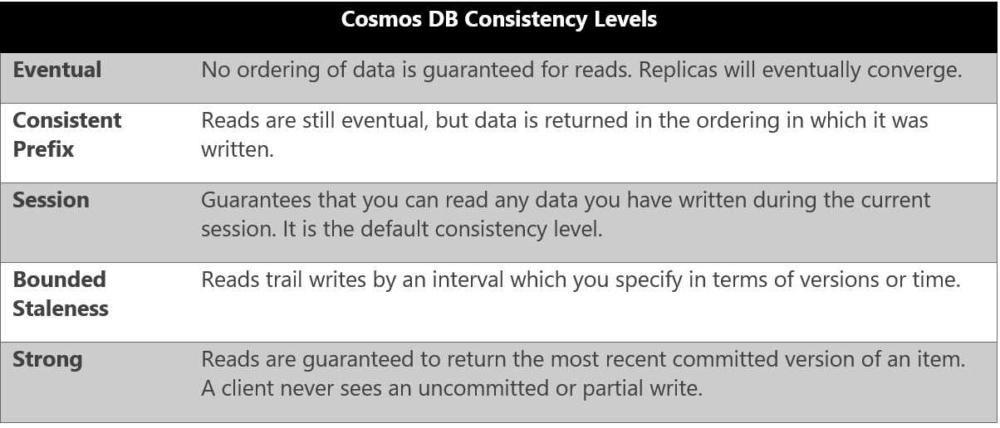 Cosmos DB Consistency Levels
Eventual
No ordering of data is guaranteed for reads. Replicas will eventually converge.
Consistent
Prefix
Reads are still eventual, but data is returned in the ordering in which it was
written.
Session
Guarantees that you can read any data you have written during the current
session. It is the default consistency level.
Bounded
Staleness
Reads trail writes by an interval which you specify in terms of versions or time.
Strong
Reads are guaranteed to return the most recent committed version of an item.
A client never sees an uncommitted or partial write.